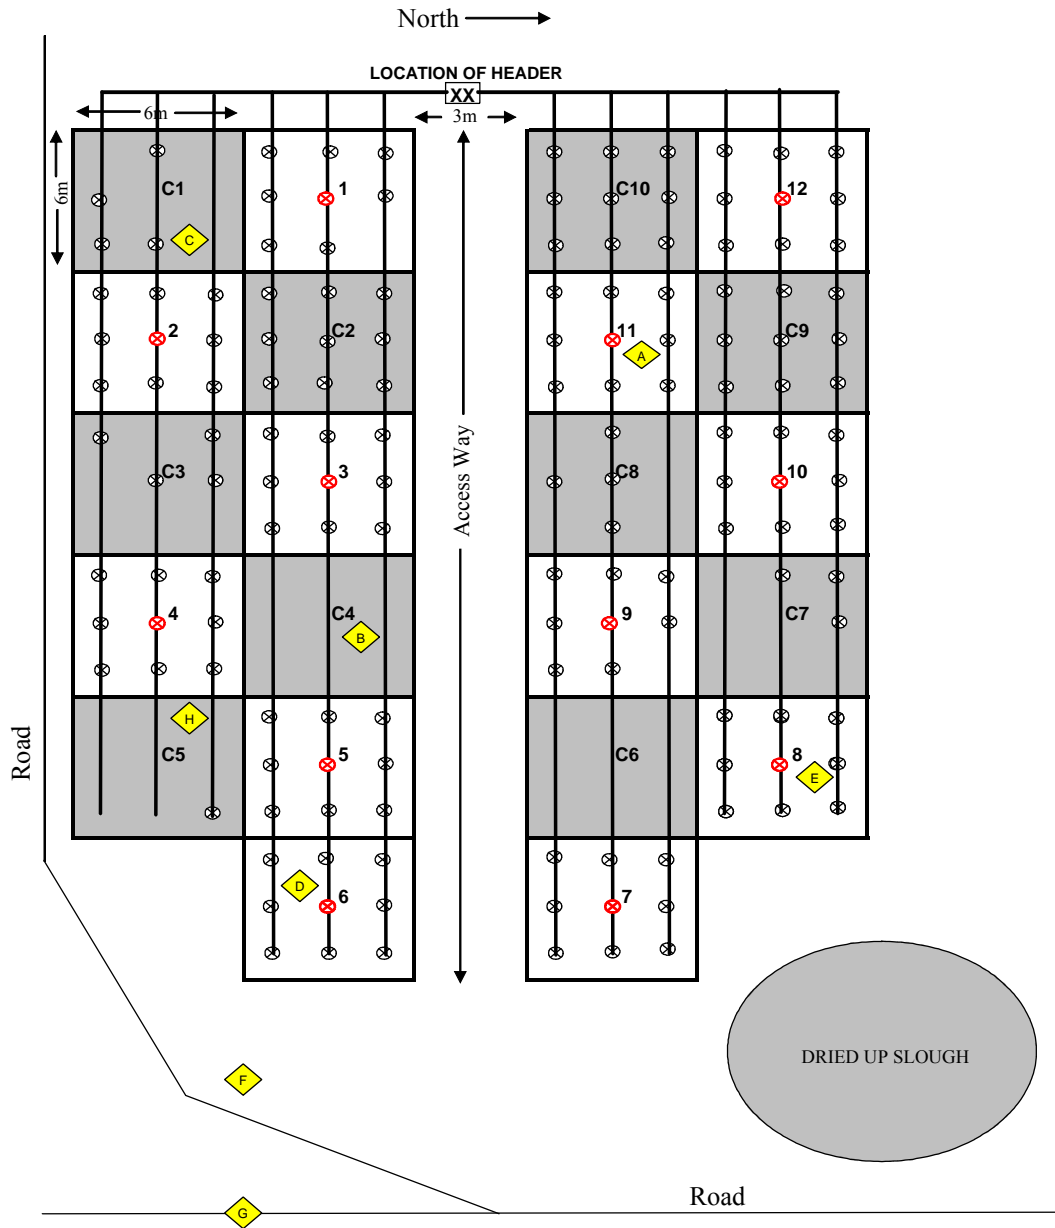 North
LOCATION OF HEADER
XX
6m
3m
6m
C1
1
C10
12
C
2
C2
11
C9
A
C3
3
C8
10
Access Way
4
C4
9
C7
B
H
C5
5
C6
8
E
Road
D
6
7
DRIED UP SLOUGH
F
Road
G